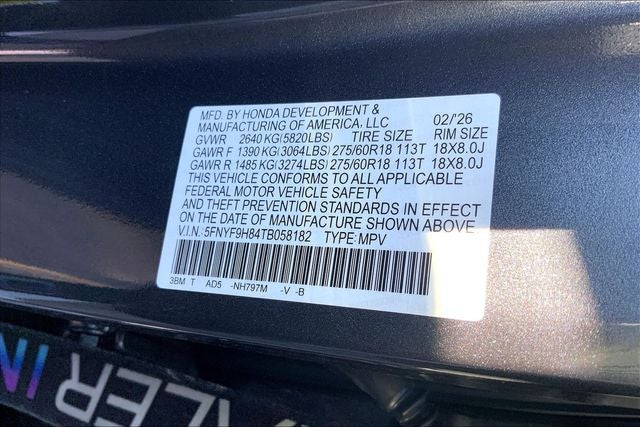 MFD. BY HONDA DEVELOPMENT & 02/'26
MANUFACTURING OF AMERICA, LLC
GVWR 2640 KG(5820LBS) TIRE SIZE RIM SIZE
GAWR F 1390 KG(3064LBS) 275/60R18 113T 18X8.0J
GAWR R 1485 KG(3274LBS) 275/60R18 113T 18X8.0J
THIS VEHICLE CONFORMS TO ALL APPLICABLE
FEDERAL MOTOR VEHICLE SAFETY
AND THEFT PREVENTION STANDARDS IN EFFECT
ON THE DATE OF MANUFACTURE SHOWN ABOVE.
V.I.N. 5FNYF9H84TB058182 TYPE: MPV
3BM T AD5 -NH797M -V -B
LER IN